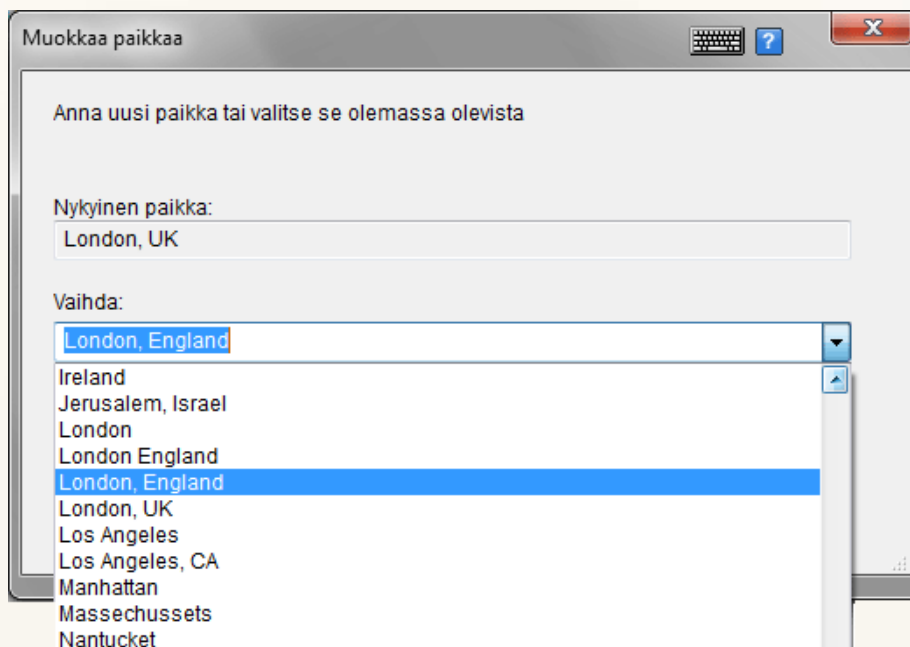 Muokkaa paikkaa
?
X
Anna uusi paikka tai valitse se olemassa olevista
Nykyinen paikka:
London, UK
Vaihda:
London, England
Ireland
Jerusalem, Israel
London
London England
London, England
London, UK
Los Angeles
Los Angeles, CA
Manhattan
Massechussets
Nantucket